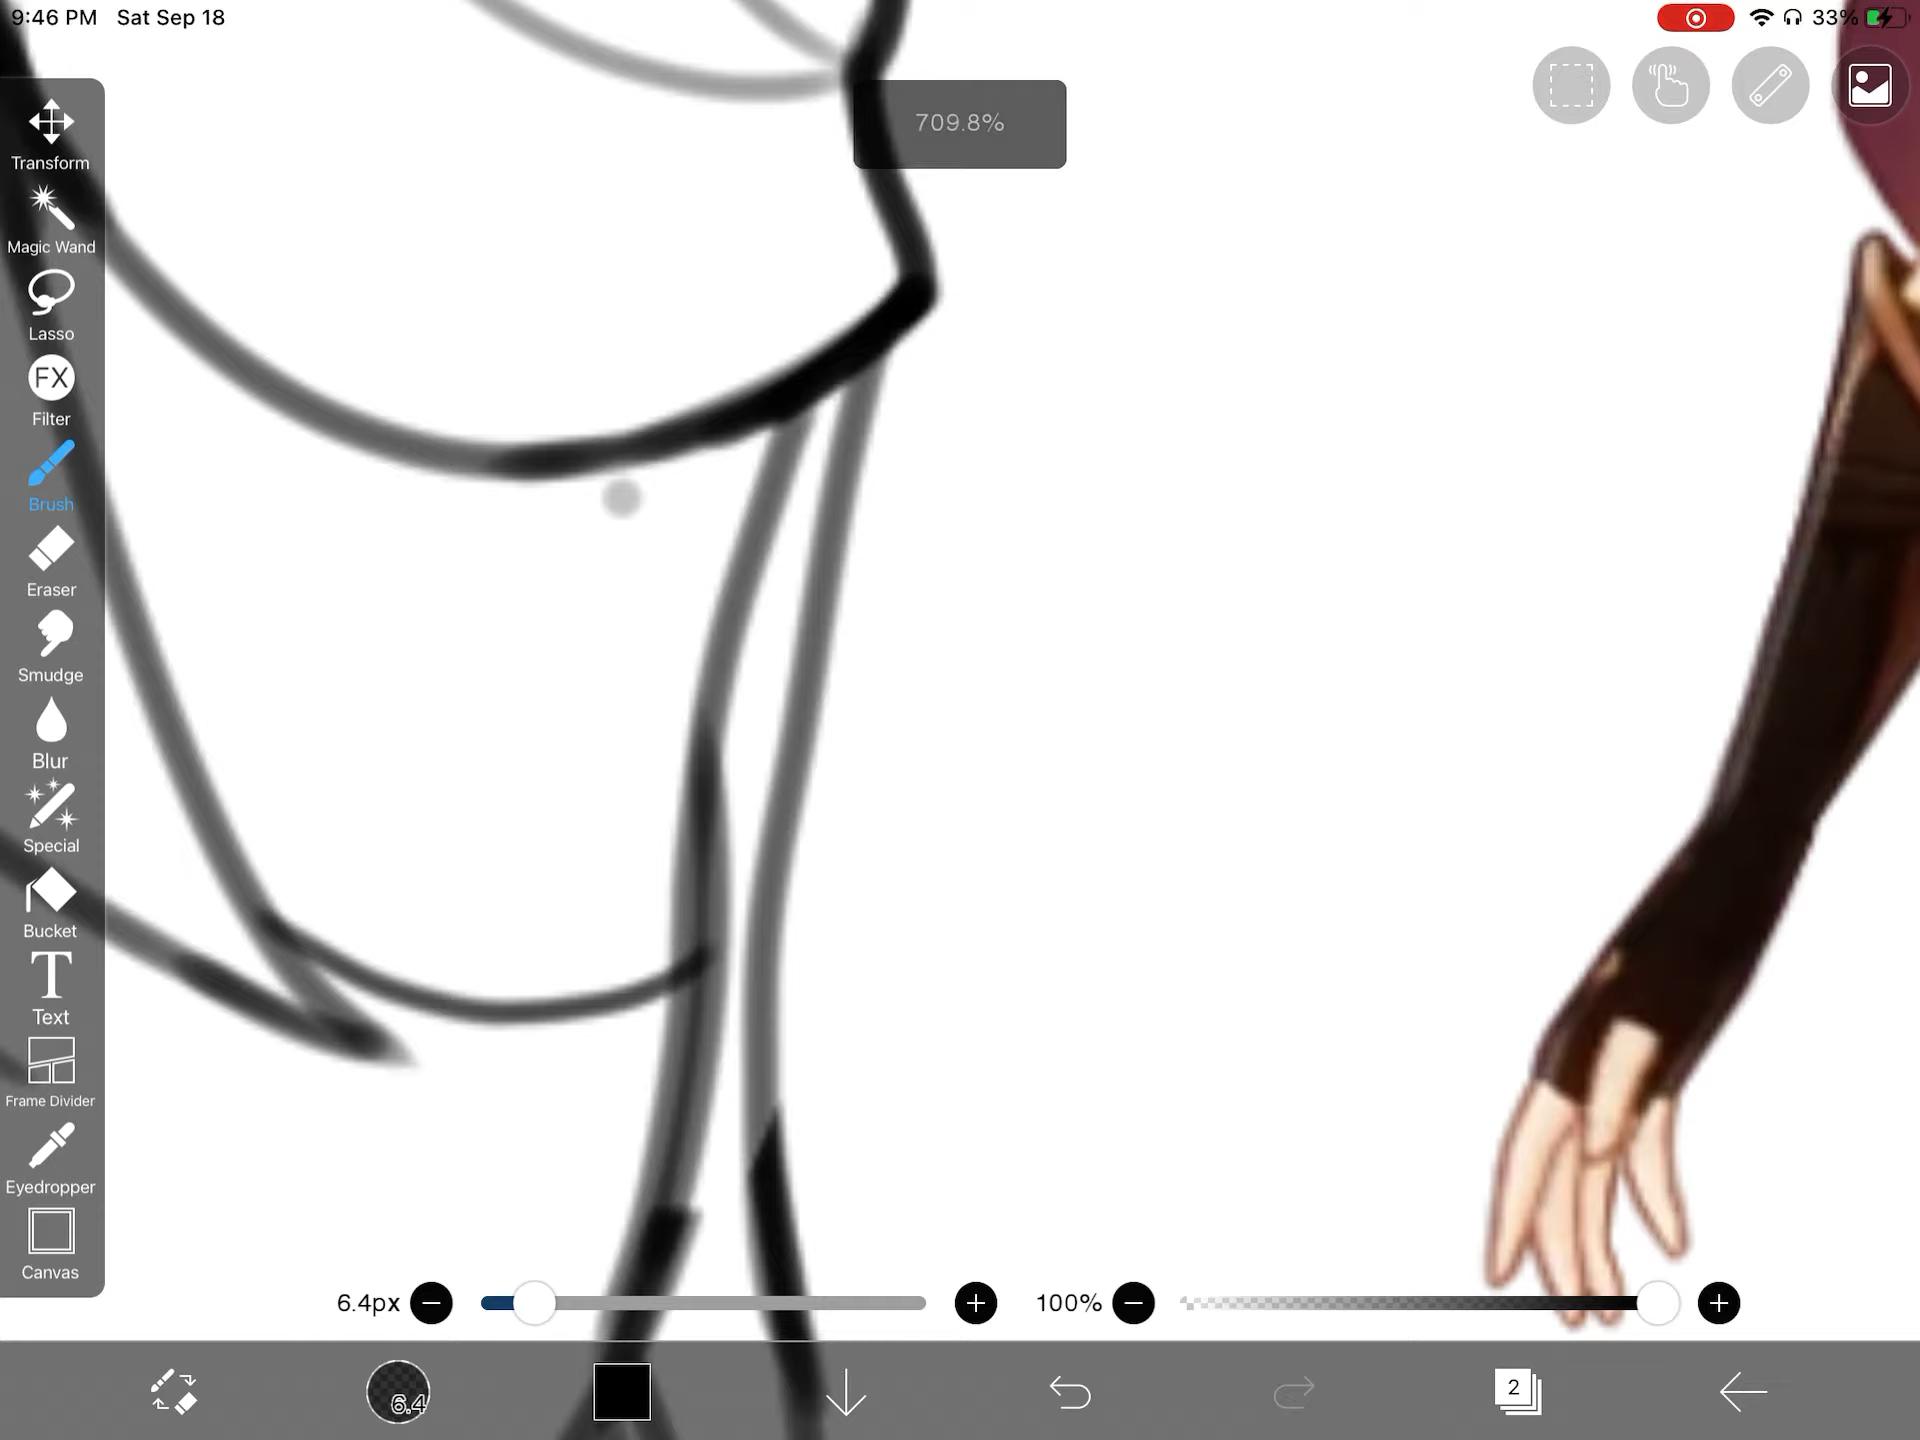 9:46 PM Sat Sep 18
33%
709.8%
Transform
Magic Wand
Lasso
FX
Filter
Brush
Eraser
Smudge
Blur
Special
Bucket
T
Text
Frame Divider
Eyedropper
Canvas
6.4px
100%
6.4
2